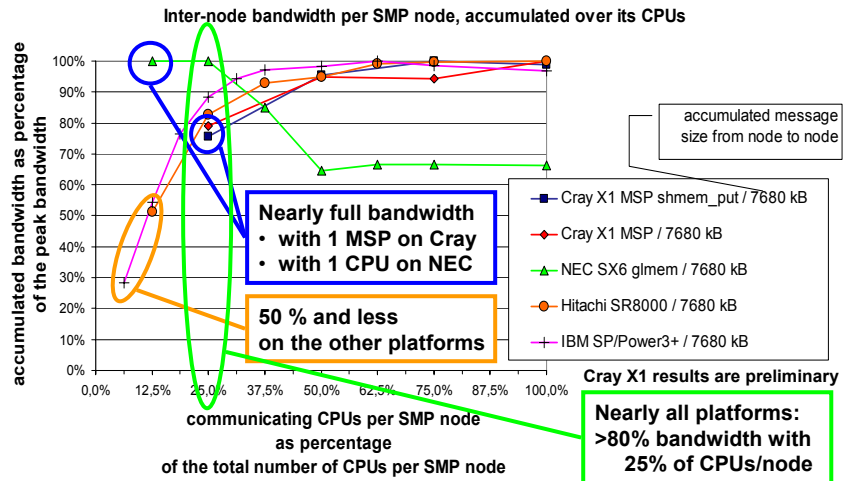 Inter-node bandwidth per SMP node, accumulated over its CPUs
accumulated bandwidth as percentage
of the peak bandwidth
100%
90%
80%
70%
60%
50%
40%
30%
20%
10%
0%
0,0% 12,5% 25,0% 37,5% 50,0% 62,5% 75,0% 87,5% 100,0%
communicating CPUs per SMP node
as percentage
of the total number of CPUs per SMP node
accumulated message
size from node to node
Cray X1 MSP shmem_put / 7680 kB
Cray X1 MSP / 7680 kB
NEC SX6 glmem / 7680 kB
Hitachi SR8000 / 7680 kB
IBM SP/Power3+ / 7680 kB
Nearly full bandwidth
• with 1 MSP on Cray
• with 1 CPU on NEC
50 % and less
on the other platforms
Cray X1 results are preliminary
Nearly all platforms:
>80% bandwidth with
25% of CPUs/node